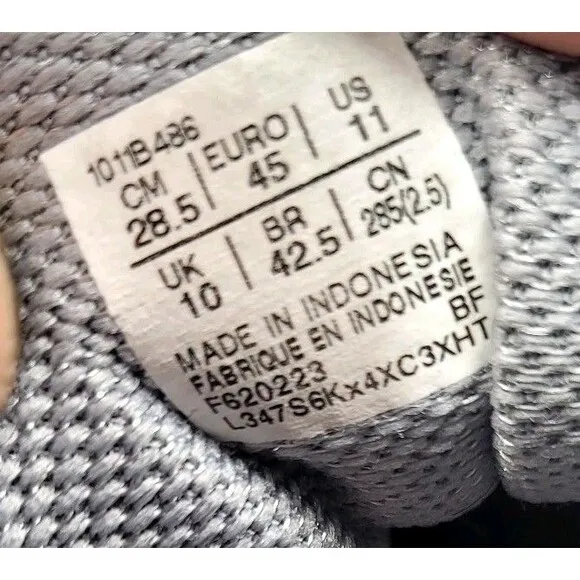 1011B486
CM EURO US
28.5 45 11
UK BR CN
10 42.5 285(2.5)
MADE IN INDONESIA
FABRIQUE EN INDONESIE
F620223 BF
L347S6Kx4XC3XHT